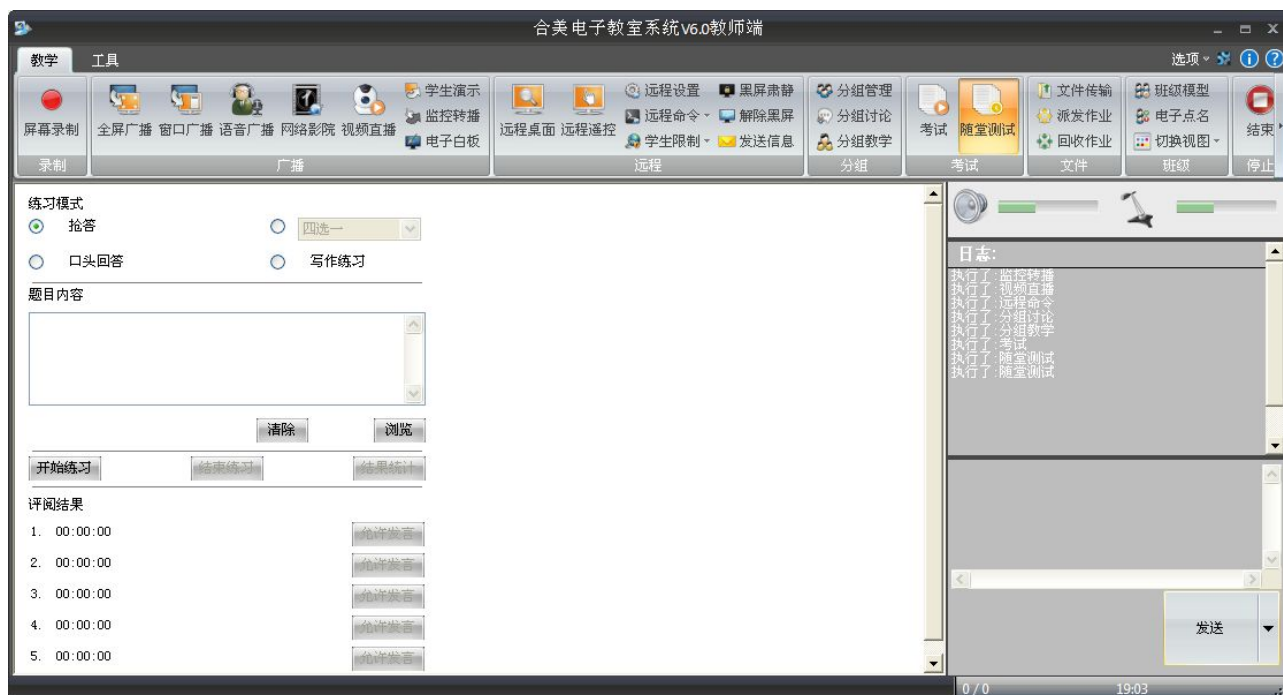 合美电子教室系统V6.0教师端
教学 工具 选项
屏幕录制 全屏广播 窗口广播 语音广播 网络影院 视频直播 学生演示 监控转播 电子白板 远程桌面 远程遥控 远程设置 黑屏肃静 远程命令 解除黑屏 学生限制 发送信息 分组管理 分组讨论 分组教学 考试 随堂测试 文件传输 派发作业 回收作业 班级模型 电子点名 切换视图 结束
录制 广播 远程 分组 考试 文件 班级 停止
练习模式
抢答 四选一
口头回答 写作练习
题目内容
清除 浏览
开始练习 结束练习 结果统计
评阅结果
1. 00:00:00 允许发言
2. 00:00:00 允许发言
3. 00:00:00 允许发言
4. 00:00:00 允许发言
5. 00:00:00 允许发言
日志:
执行了:监控转播
执行了:视频直播
执行了:远程命令
执行了:分组讨论
执行了:分组教学
执行了:考试
执行了:随堂测试
执行了:随堂测试
发送
0 / 0 19:03